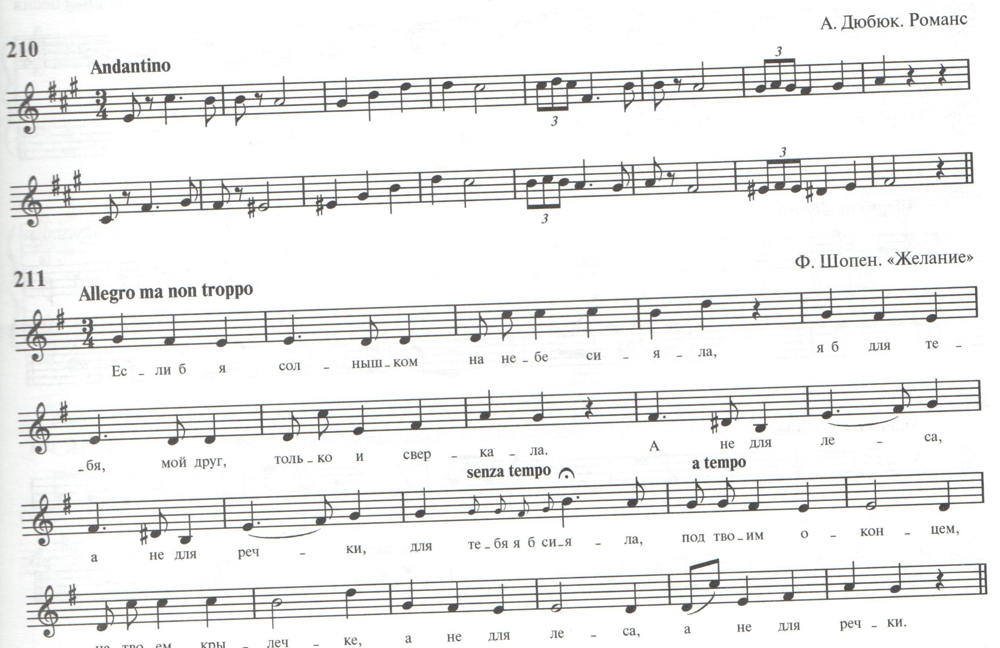 А. Дюбюк. Романс
210
Andantino
3
4
3
3
3
3
Ф. Шопен. «Желание»
211
Allegro ma non troppo
3
4
Ес – ли б я сол – ныш – ком на не – бе си – я – ла, я б для те –
– бя, мой друг, толь – ко и свер – ка – ла. А не для ле – са,
senza tempo a tempo
а не для реч – ки, для те – бя я б си – я – ла, под тво – им о – кон – цем,
на тво ем кры – леч – ке, а не для ле – са, а не для реч – ки.